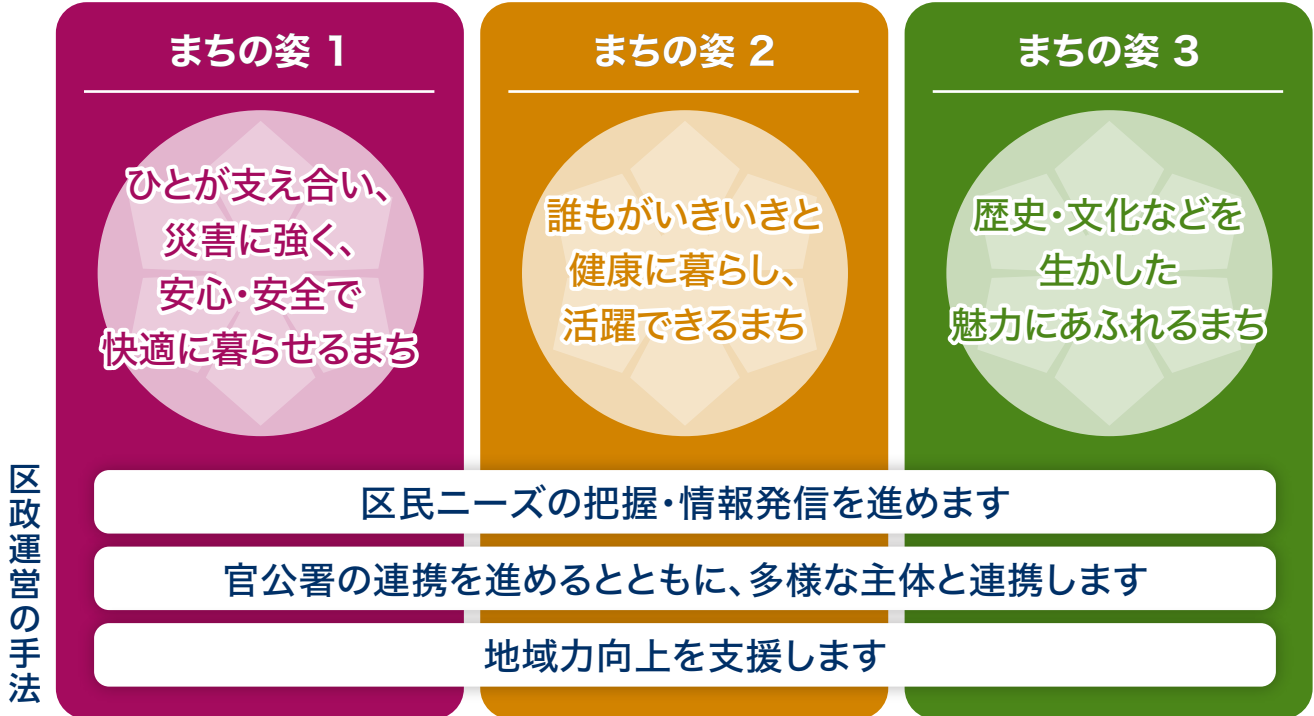 まちの姿 1
ひとが支え合い、
災害に強く、
安心・安全で
快適に暮らせるまち
まちの姿 2
誰もがいきいきと
健康に暮らし、
活躍できるまち
まちの姿 3
歴史・文化などを
生かした
魅力にあふれるまち
区政運営の手法
区民ニーズの把握・情報発信を進めます
官公署の連携を進めるとともに、多様な主体と連携します
地域力向上を支援します